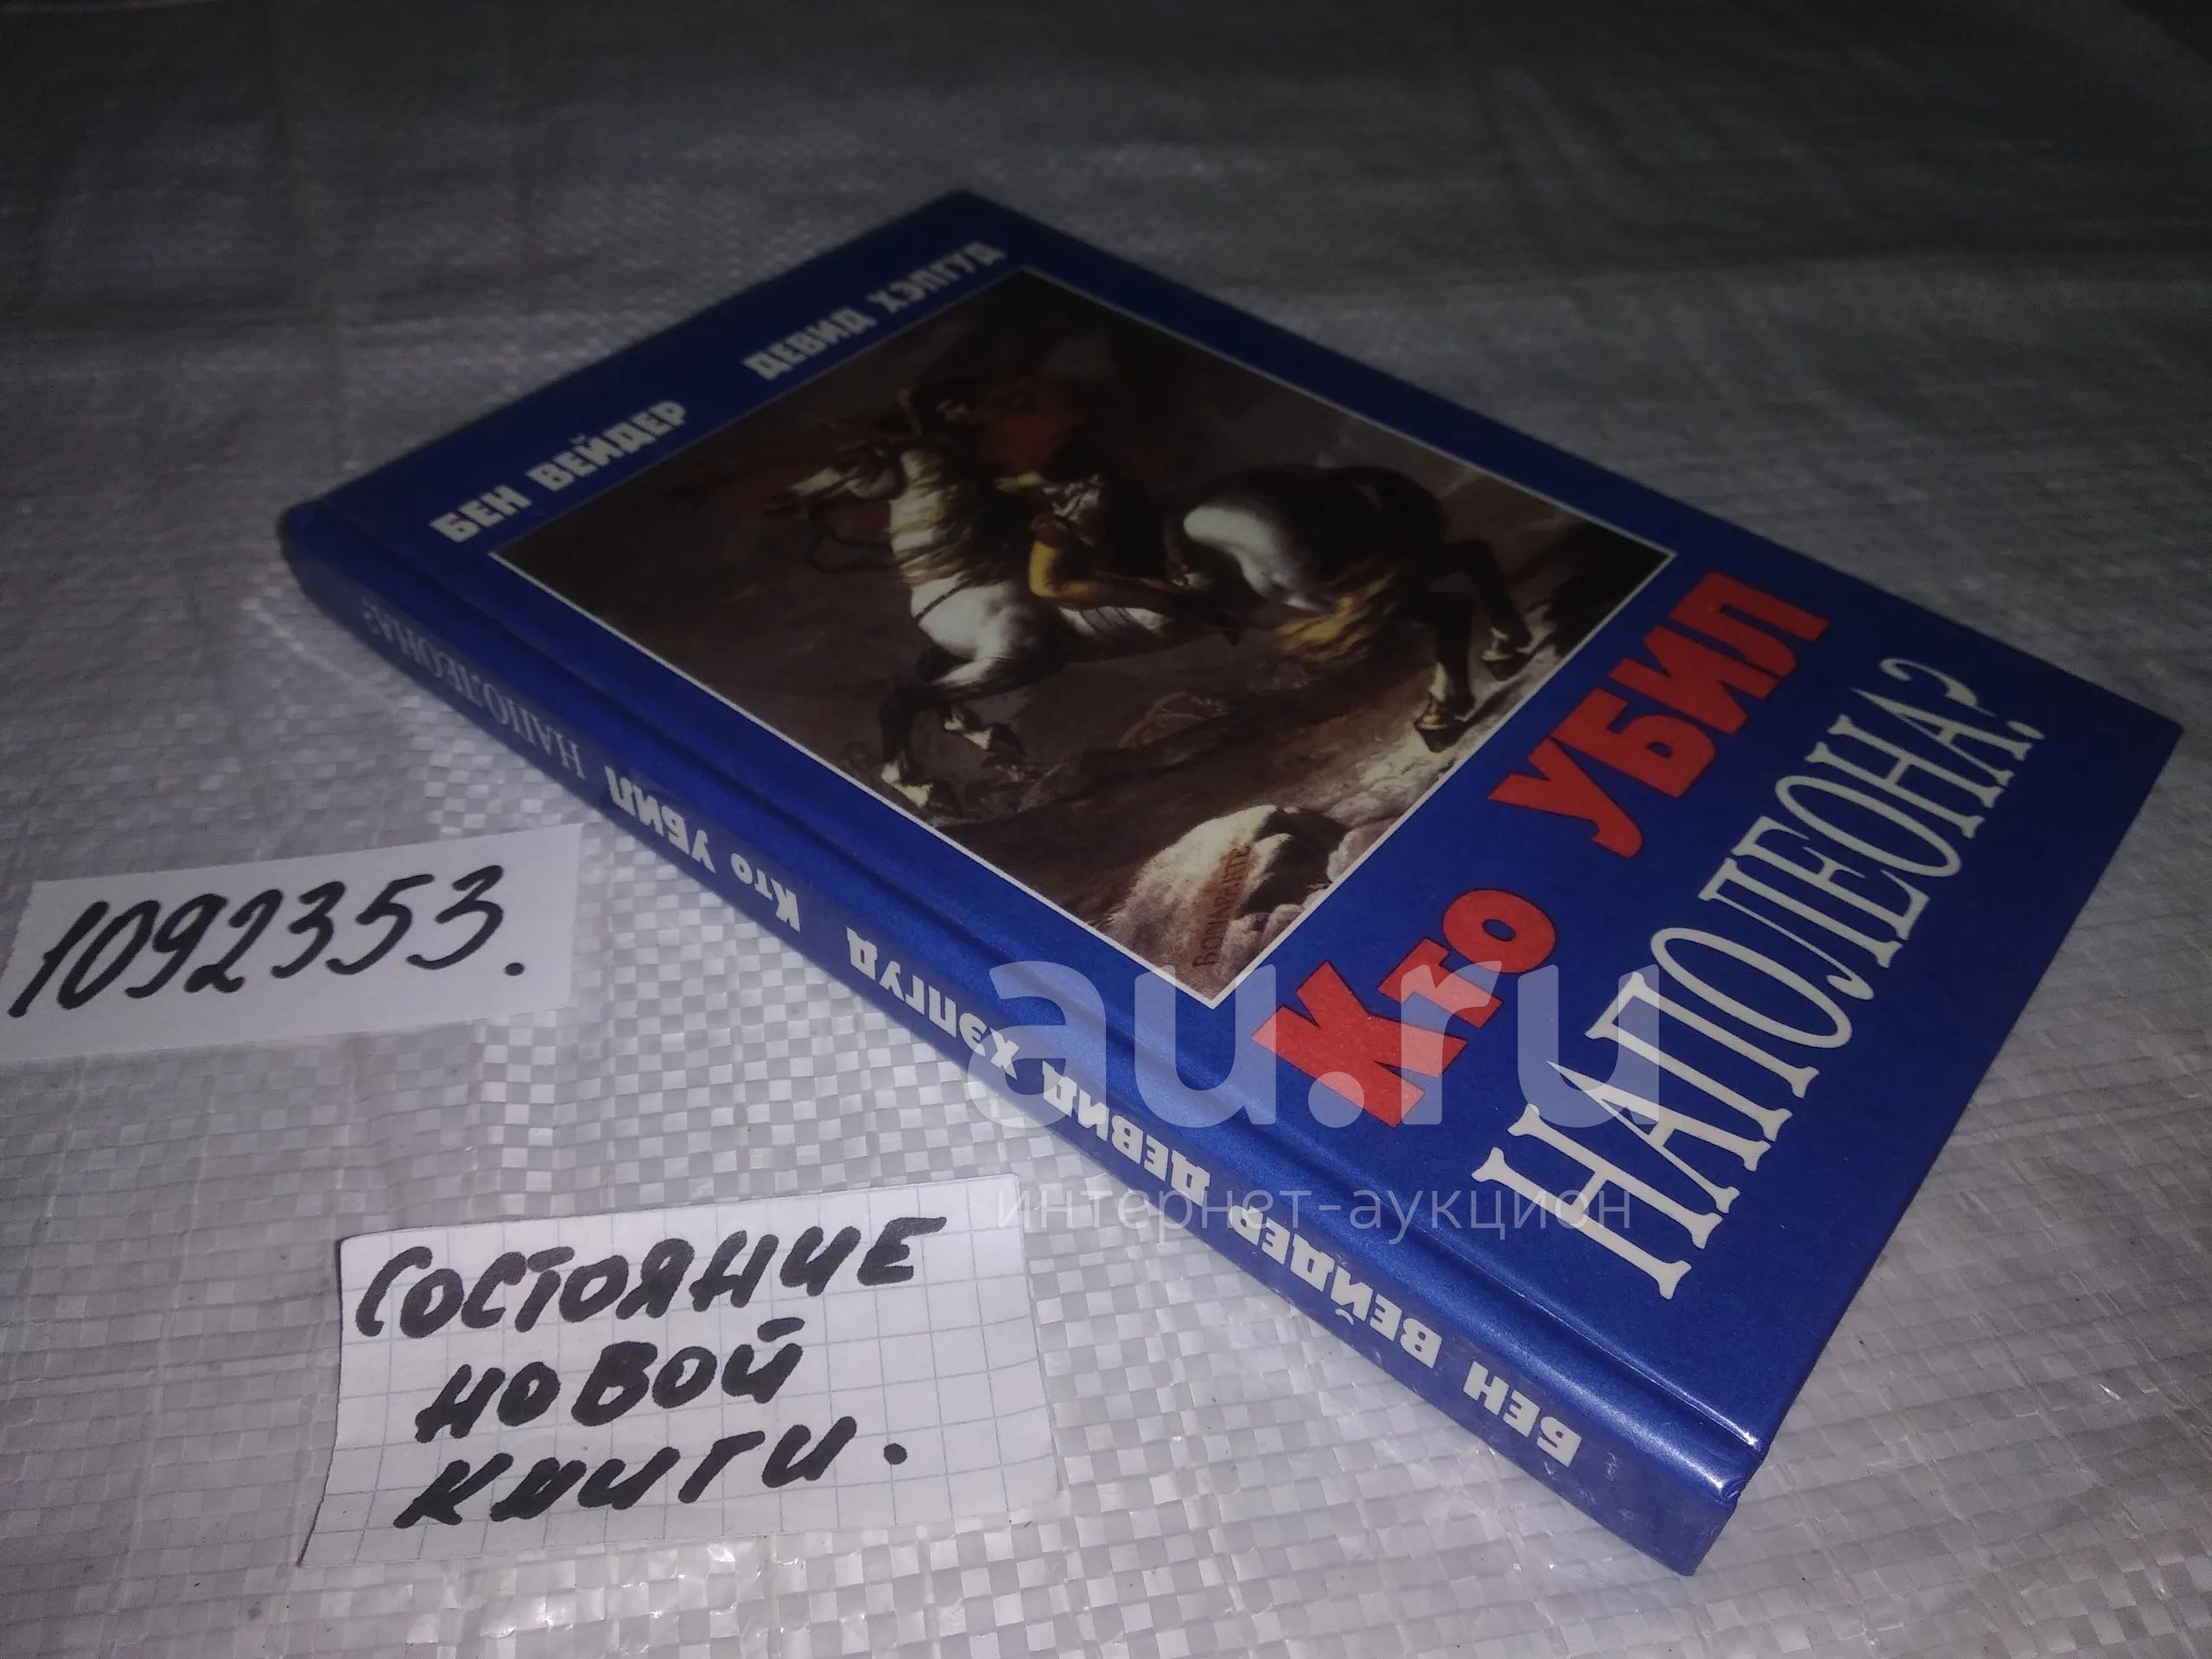 БЕН ВЕЙДЕР ДЕВИД ХЭПГУД
BONAPARTE
Кто УБИЛ
НАПОЛЕОНА?
БЕН ВЕЙДЕР ДЕВИД ХЭПГУД Кто УБИЛ НАПОЛЕОНА?
1092353.
СОСТОЯНИЕ
НОВОЙ
КНИГИ.
au.ru
интернет-аукцион